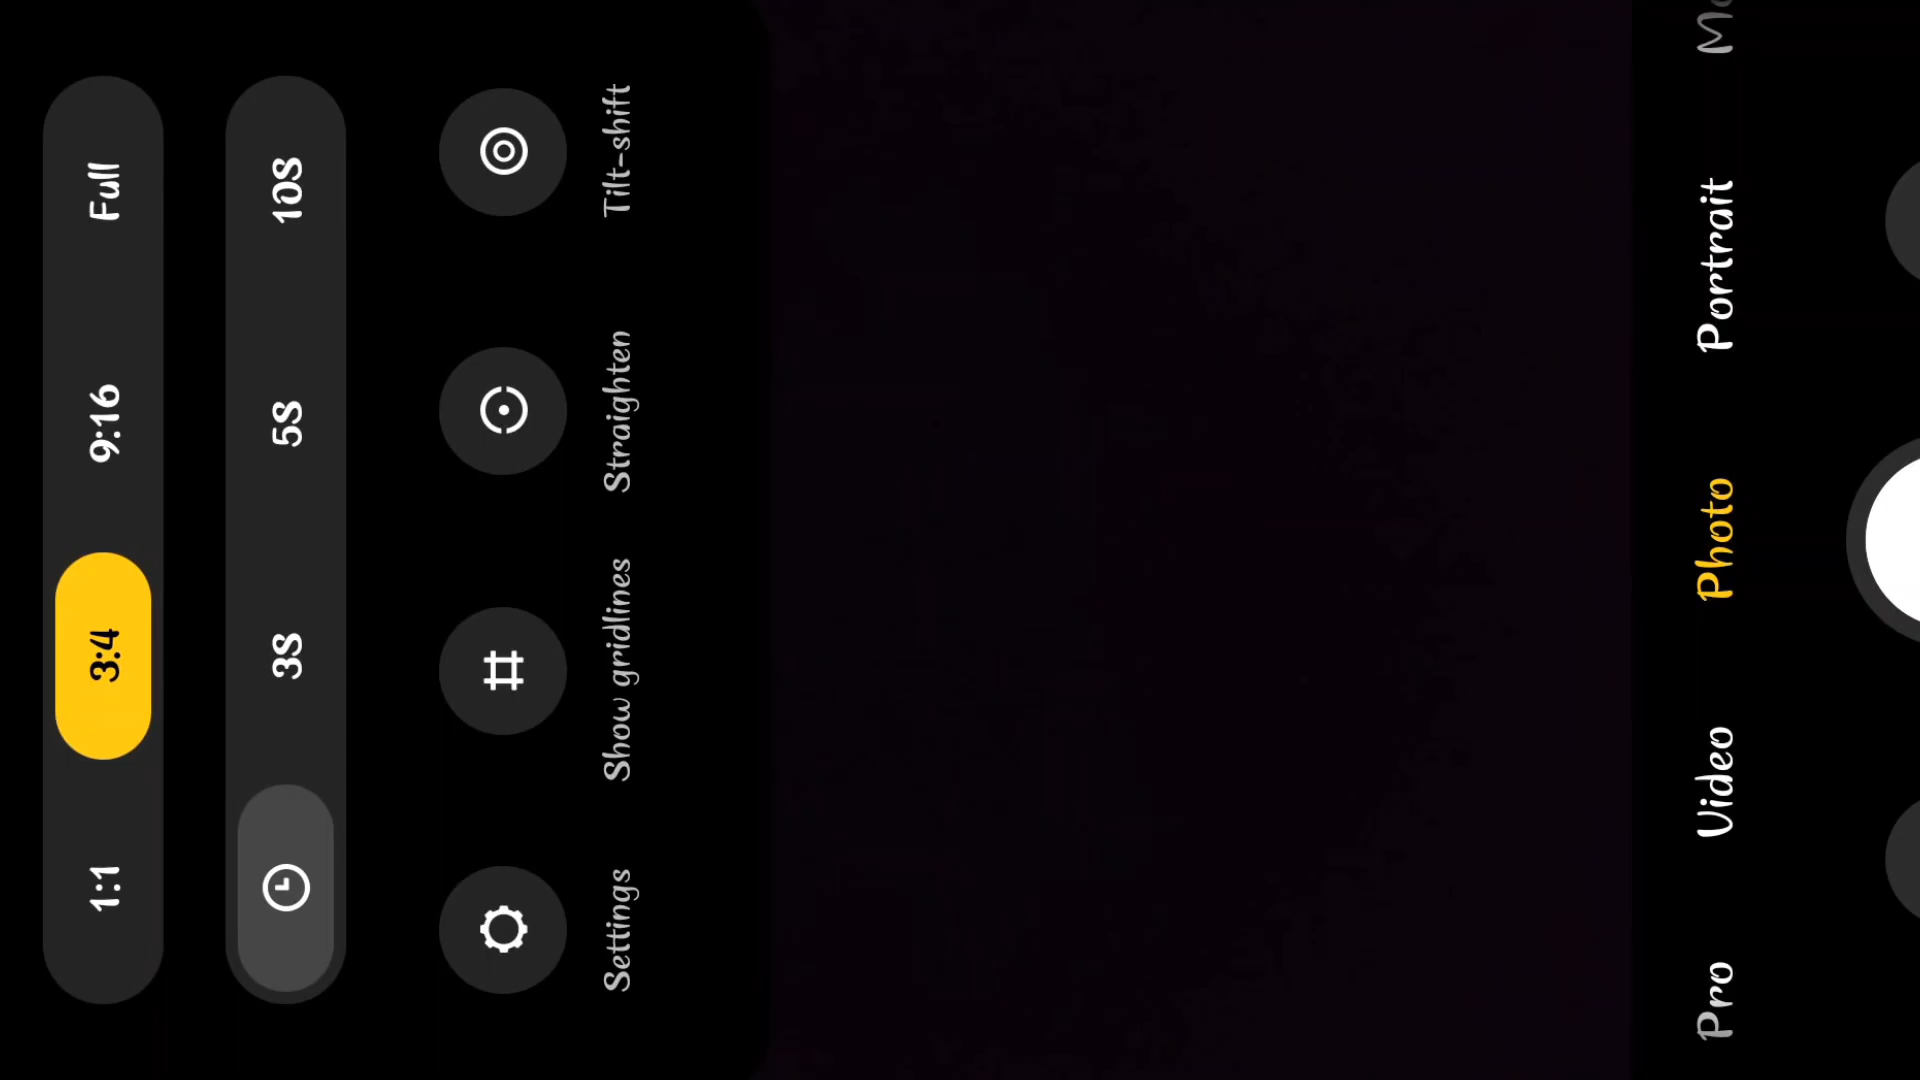 1:1 3:4 9:16 Full
3S 5S 10S
Settings Show gridlines Straighten Tilt-shift
Pro Video Photo Portrait